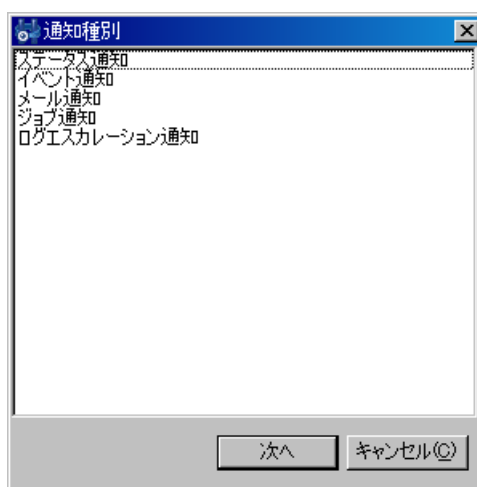 通知種別
ステータス通知
イベント通知
メール通知
ジョブ通知
ログエスカレーション通知
次へ
キャンセル(C)